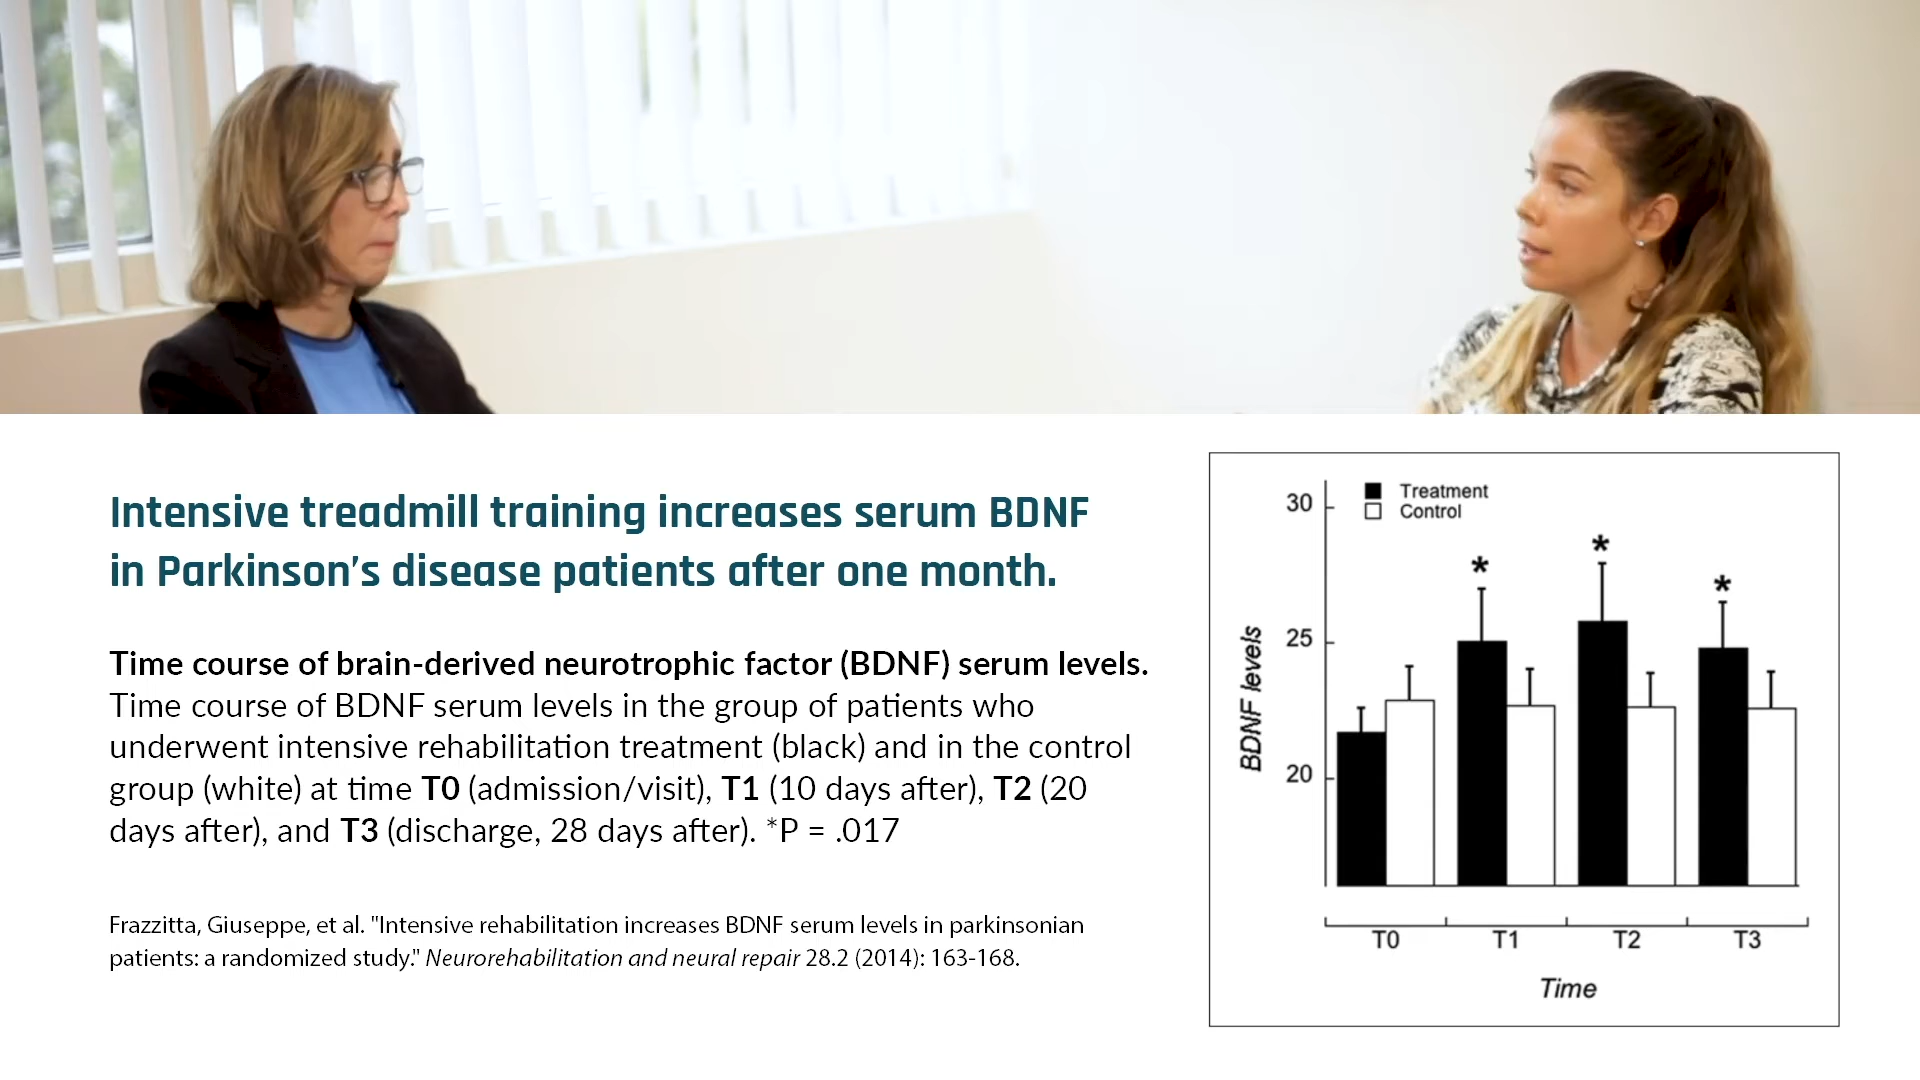 Intensive treadmill training increases serum BDNF
in Parkinson’s disease patients after one month.
Time course of brain-derived neurotrophic factor (BDNF) serum levels.
Time course of BDNF serum levels in the group of patients who
underwent intensive rehabilitation treatment (black) and in the control
group (white) at time T0 (admission/visit), T1 (10 days after), T2 (20
days after), and T3 (discharge, 28 days after). *P = .017
Frazzitta, Giuseppe, et al. "Intensive rehabilitation increases BDNF serum levels in parkinsonian
patients: a randomized study." Neurorehabilitation and neural repair 28.2 (2014): 163-168.
Treatment
Control
30
25
20
BDNF levels
* * *
T0 T1 T2 T3
Time